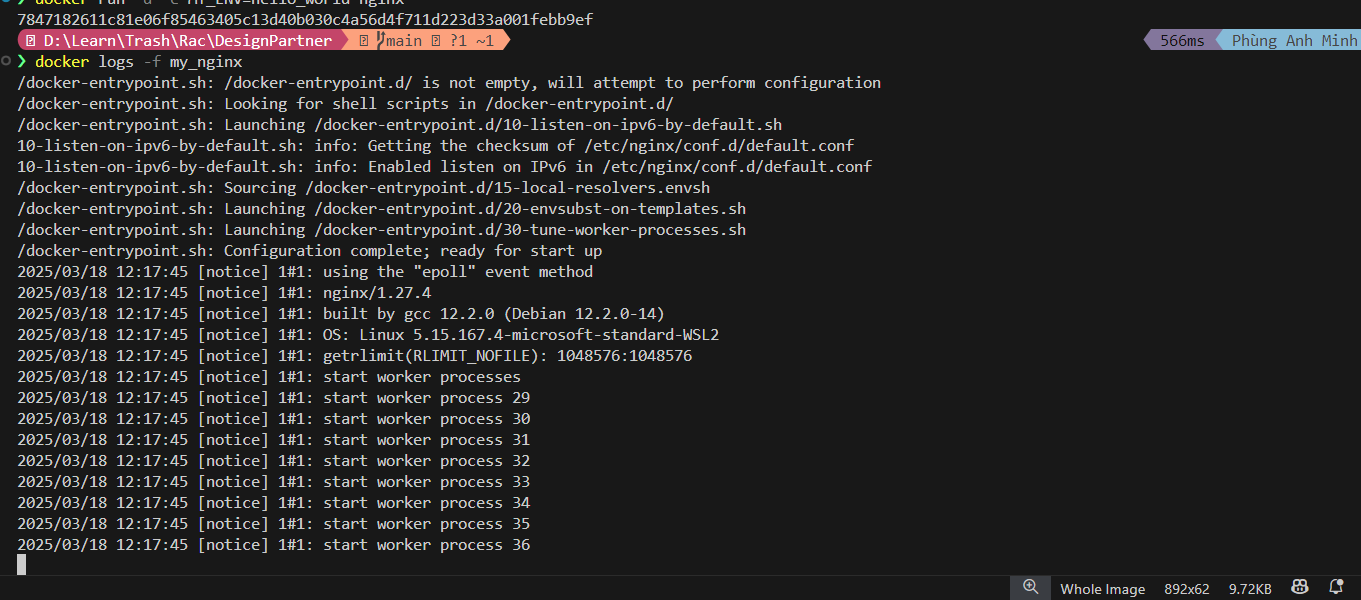 7847182611c81e06f85463405c13d40b030c4a56d4f711d223d33a001febb9ef
D:\Learn\Trash\Rac\DesignPartner main ?1 ~1 566ms Phùng Anh Minh
❯ docker logs -f my_nginx
/docker-entrypoint.sh: /docker-entrypoint.d/ is not empty, will attempt to perform configuration
/docker-entrypoint.sh: Looking for shell scripts in /docker-entrypoint.d/
/docker-entrypoint.sh: Launching /docker-entrypoint.d/10-listen-on-ipv6-by-default.sh
10-listen-on-ipv6-by-default.sh: info: Getting the checksum of /etc/nginx/conf.d/default.conf
10-listen-on-ipv6-by-default.sh: info: Enabled listen on IPv6 in /etc/nginx/conf.d/default.conf
/docker-entrypoint.sh: Sourcing /docker-entrypoint.d/15-local-resolvers.envsh
/docker-entrypoint.sh: Launching /docker-entrypoint.d/20-envsubst-on-templates.sh
/docker-entrypoint.sh: Launching /docker-entrypoint.d/30-tune-worker-processes.sh
/docker-entrypoint.sh: Configuration complete; ready for start up
2025/03/18 12:17:45 [notice] 1#1: using the "epoll" event method
2025/03/18 12:17:45 [notice] 1#1: nginx/1.27.4
2025/03/18 12:17:45 [notice] 1#1: built by gcc 12.2.0 (Debian 12.2.0-14)
2025/03/18 12:17:45 [notice] 1#1: OS: Linux 5.15.167.4-microsoft-standard-WSL2
2025/03/18 12:17:45 [notice] 1#1: getrlimit(RLIMIT_NOFILE): 1048576:1048576
2025/03/18 12:17:45 [notice] 1#1: start worker processes
2025/03/18 12:17:45 [notice] 1#1: start worker process 29
2025/03/18 12:17:45 [notice] 1#1: start worker process 30
2025/03/18 12:17:45 [notice] 1#1: start worker process 31
2025/03/18 12:17:45 [notice] 1#1: start worker process 32
2025/03/18 12:17:45 [notice] 1#1: start worker process 33
2025/03/18 12:17:45 [notice] 1#1: start worker process 34
2025/03/18 12:17:45 [notice] 1#1: start worker process 35
2025/03/18 12:17:45 [notice] 1#1: start worker process 36
Whole Image 892x62 9.72KB